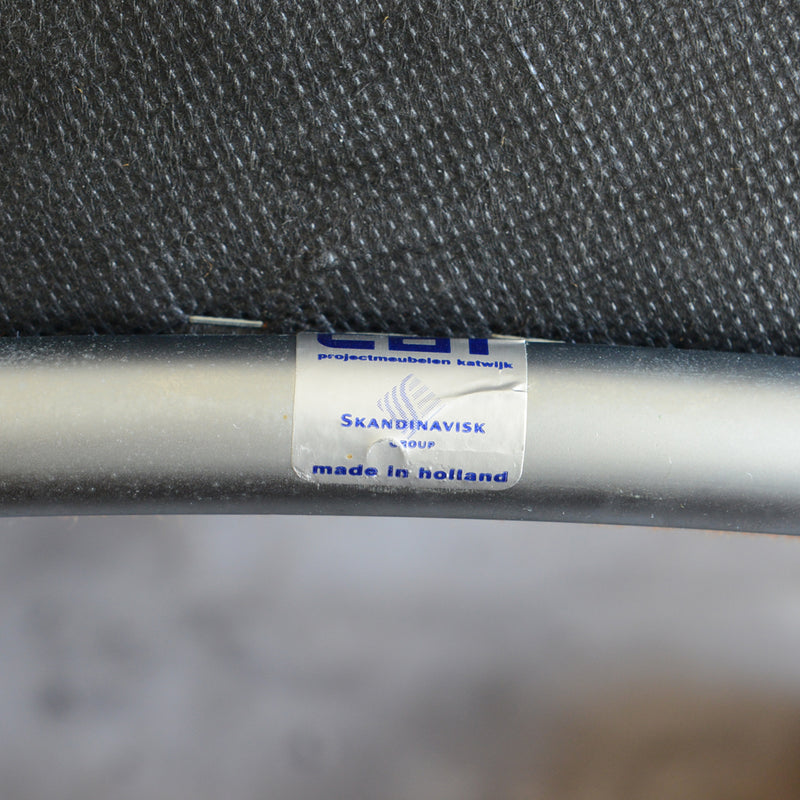 projectmeubelen katwijk
SKANDINAVISK
GROUP
made in holland